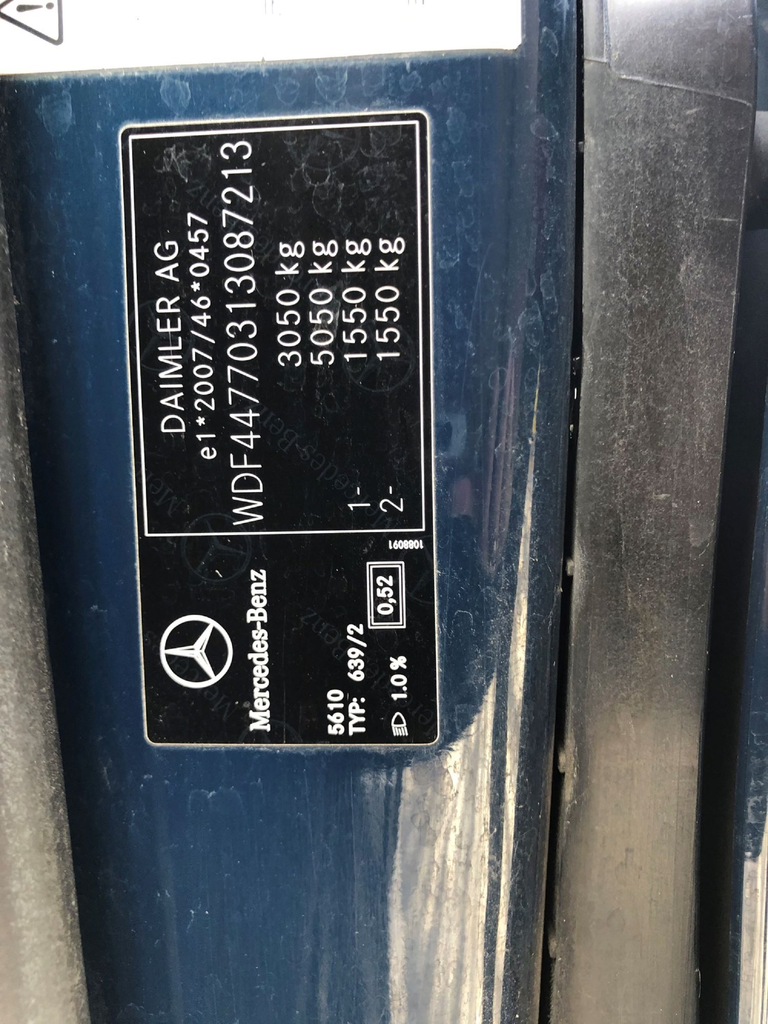 DAIMLER AG
e1*2007/46*0457
WDF44770313087213
3050 kg
5050 kg
1- 1550 kg
2- 1550 kg
Mercedes-Benz
5610
TYP: 639/2
1.0 %
0,52
1088091